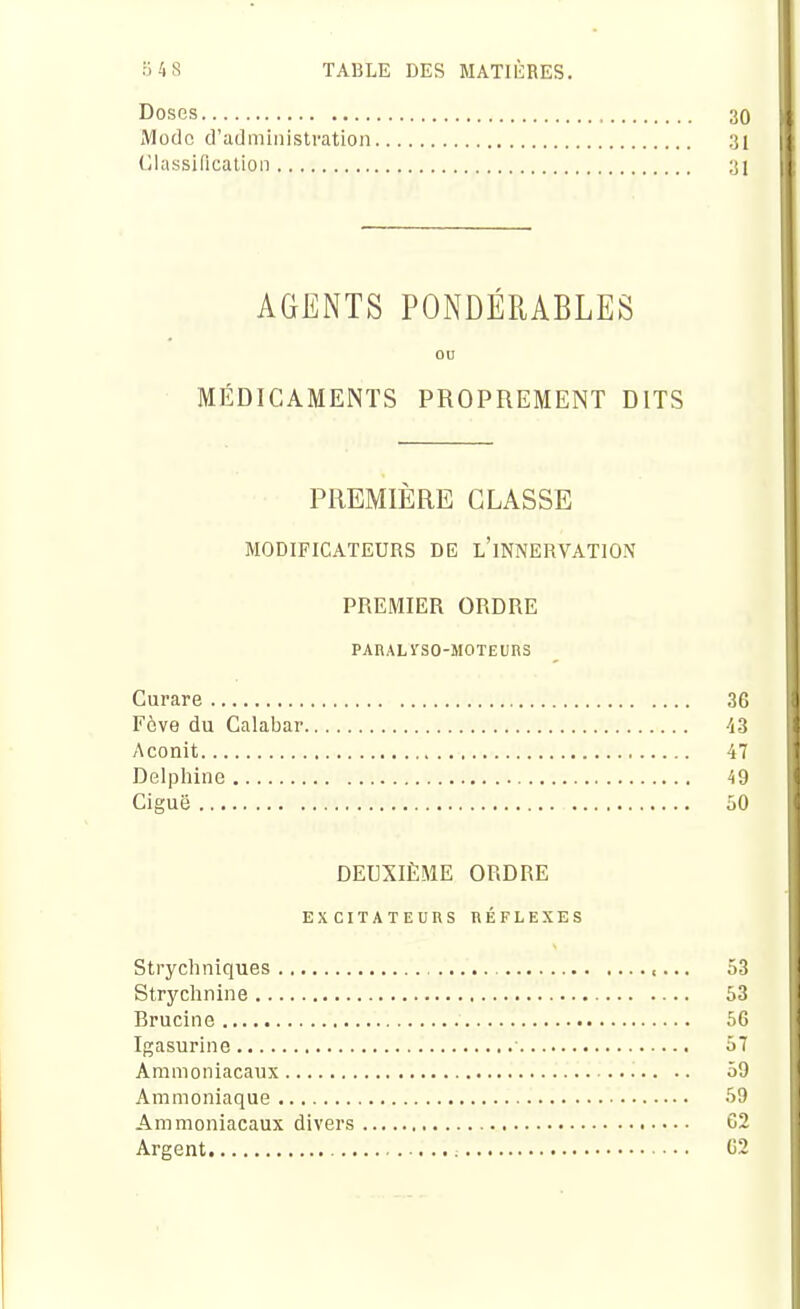 548 TABLE DES MATIÈRES.
Doses........ 30
Mode d'administration........ 31
Classification........ 31
AGENTS PONDÉRABLES
OU
MÉDICAMENTS PROPREMENT DITS
PREMIÈRE CLASSE
MODIFICATEURS DE L'INNERVATION
PREMIER ORDRE
PARALYSO-MOTEURS
Curare........ 36
Fève du Calabar........ 43
Aconit........ 47
Delphine........ 49
Ciguë........ 50
DEUXIÈME ORDRE
EXCITATEURS RÉFLEXES
Strychniques........ 53
Strychnine........ 53
Brucine........ 56
Igasurine........ 57
Ammoniacaux........ 59
Ammoniaque........ 59
Ammoniacaux divers........ 62
Argent........ 62